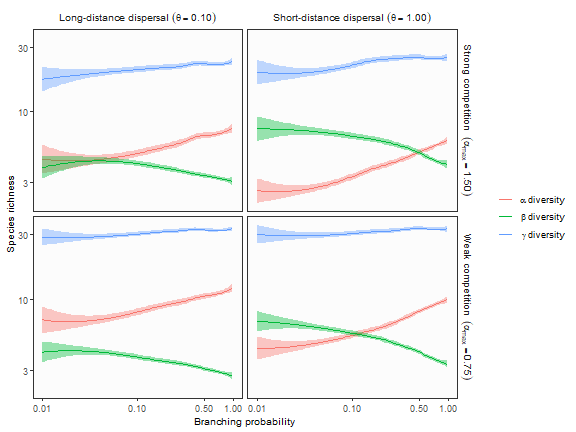 Long-distance dispersal (θ = 0.10)
Short-distance dispersal (θ = 1.00)
Species richness
30
10
3
30
10
3
Strong competition (αmax = 1.50)
Weak competition (αmax = 0.75)
0.01 0.10 0.50 1.00
0.01 0.10 0.50 1.00
Branching probability
α diversity
β diversity
γ diversity